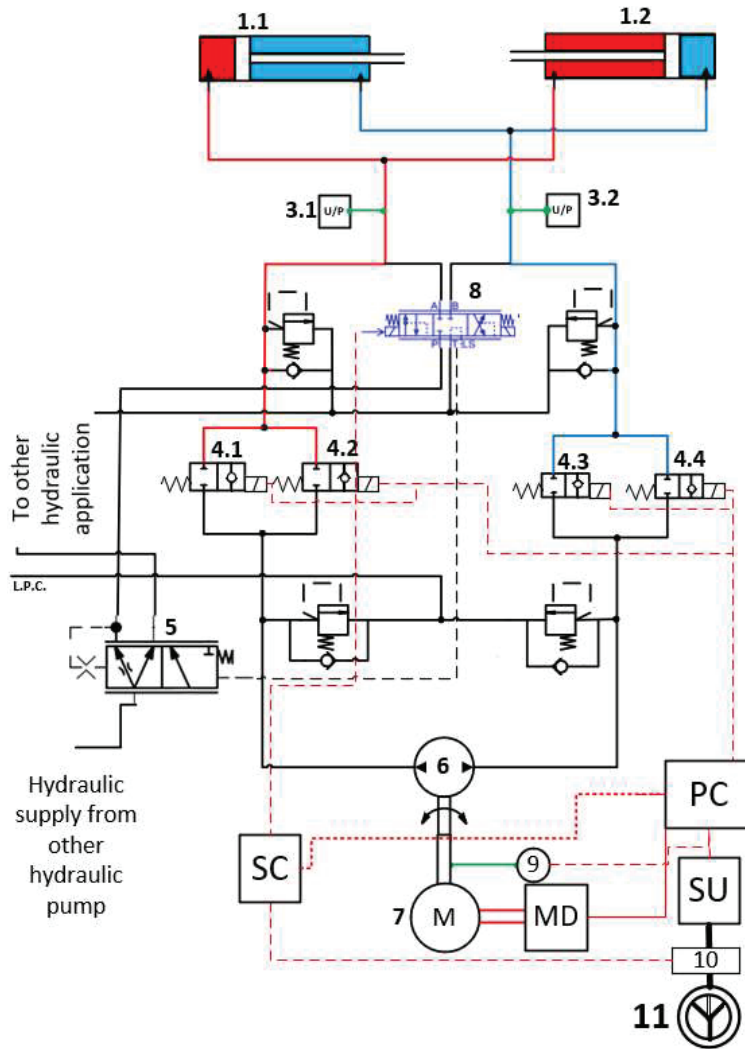 1.1
1.2
3.1
U/P
U/P
3.2
8
A B
P T LS
4.1
4.2
4.3
4.4
To other
hydraulic
application
L.P.C.
5
6
Hydraulic
supply from
other
hydraulic
pump
PC
SC
9
SU
7
M
MD
10
11